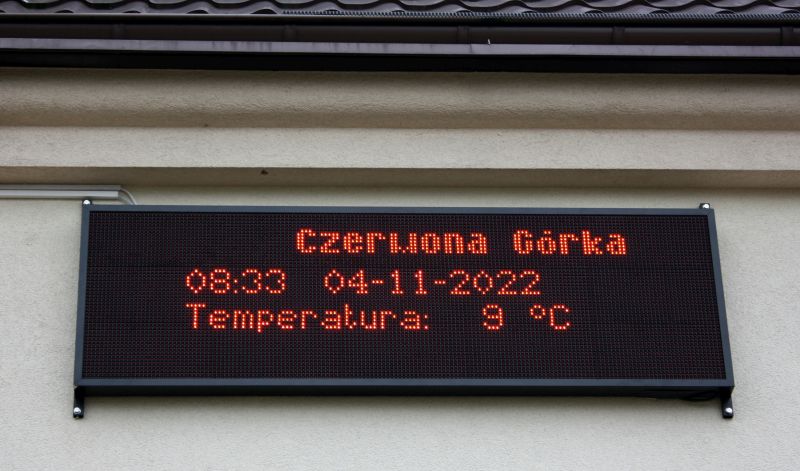 Czerwona Górka
08:33 04-11-2022
Temperatura: 9 °C